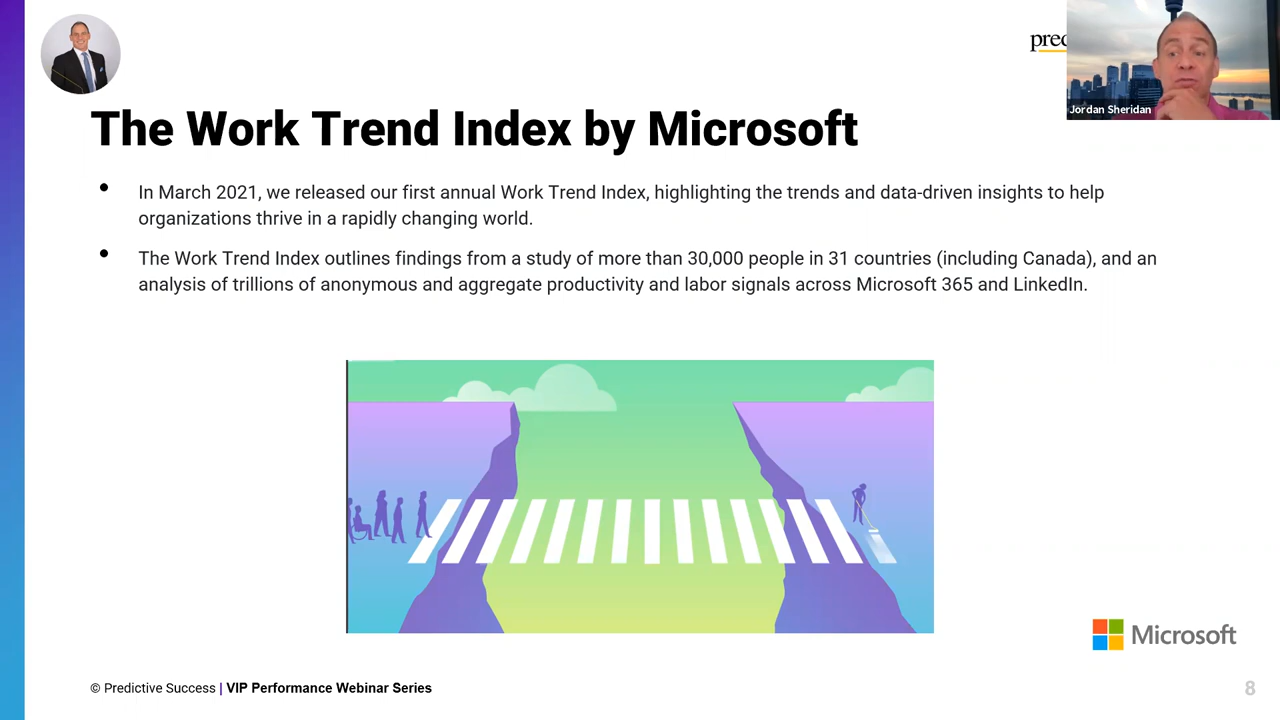 prec
Jordan Sheridan
The Work Trend Index by Microsoft
• In March 2021, we released our first annual Work Trend Index, highlighting the trends and data-driven insights to help
organizations thrive in a rapidly changing world.
• The Work Trend Index outlines findings from a study of more than 30,000 people in 31 countries (including Canada), and an
analysis of trillions of anonymous and aggregate productivity and labor signals across Microsoft 365 and LinkedIn.
Microsoft
© Predictive Success | VIP Performance Webinar Series
8